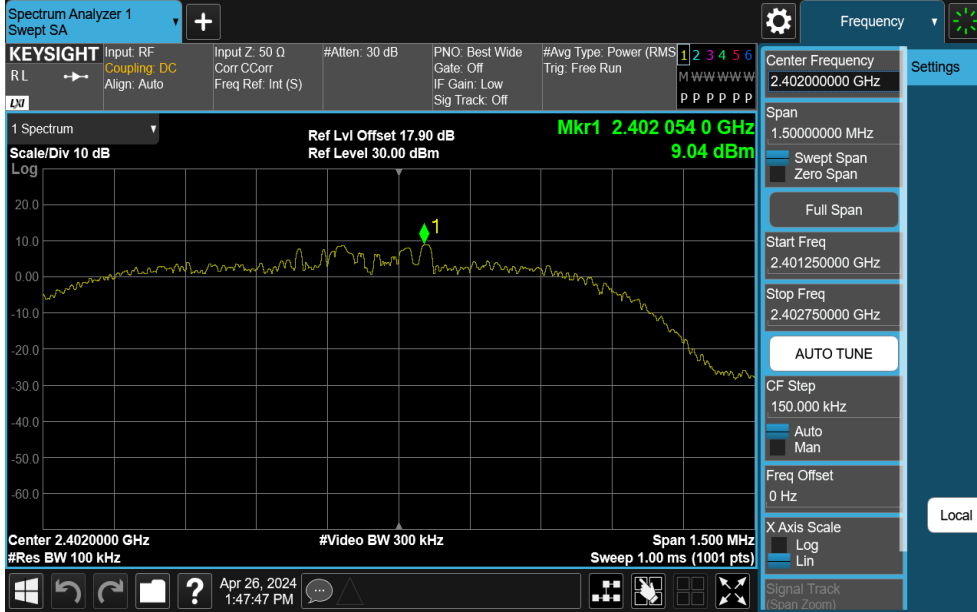 Spectrum Analyzer 1
Swept SA
+
Frequency
KEYSIGHT
R L
LXI
Input: RF
Coupling: DC
Align: Auto
Input Z: 50 Ω
Corr CCorr
Freq Ref: Int (S)
#Atten: 30 dB
PNO: Best Wide
Gate: Off
IF Gain: Low
Sig Track: Off
#Avg Type: Power (RMS
Trig: Free Run
1 2 3 4 5 6
M W W W W W
P P P P P P
Center Frequency
2.402000000 GHz
Settings
Span
1.50000000 MHz
Swept Span
Zero Span
Full Span
Start Freq
2.401250000 GHz
Stop Freq
2.402750000 GHz
AUTO TUNE
CF Step
150.000 kHz
Auto
Man
Freq Offset
0 Hz
X Axis Scale
Log
Lin
Signal Track
(Span Zoom)
Local
1 Spectrum
Scale/Div 10 dB
Log
Ref Lvl Offset 17.90 dB
Ref Level 30.00 dBm
Mkr1 2.402 054 0 GHz
9.04 dBm
1
20.0
10.0
0.00
-10.0
-20.0
-30.0
-40.0
-50.0
-60.0
Center 2.4020000 GHz
#Res BW 100 kHz
#Video BW 300 kHz
Span 1.500 MHz
Sweep 1.00 ms (1001 pts)
?
Apr 26, 2024
1:47:47 PM